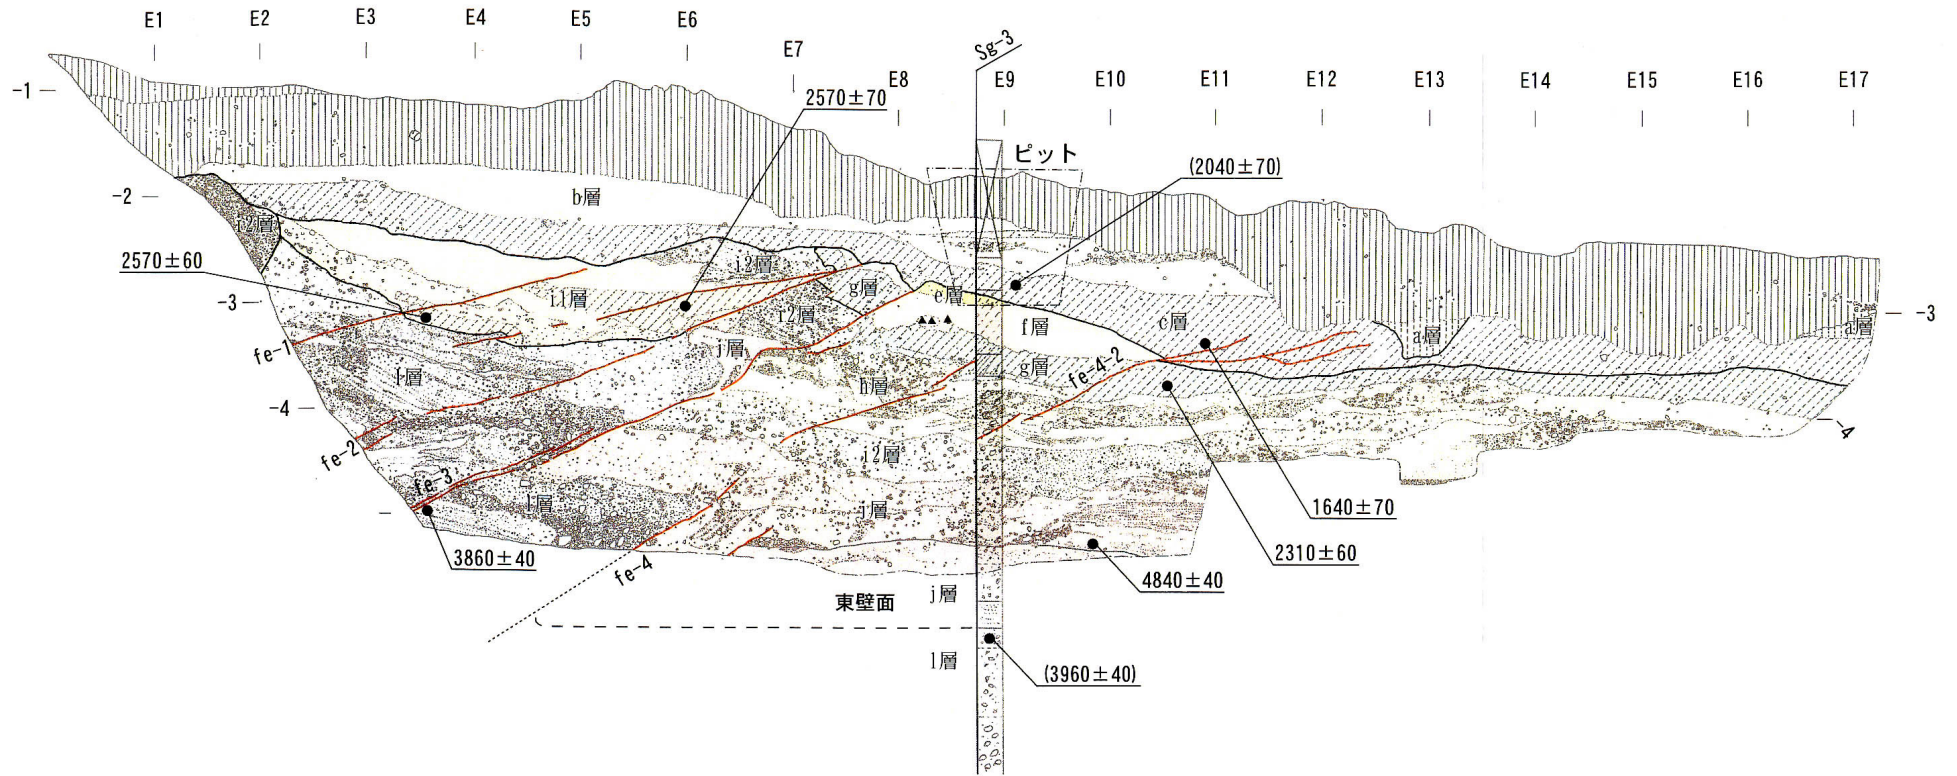 E1 E2 E3 E4 E5 E6 E7 E8 E9 E10 E11 E12 E13 E14 E15 E16 E17
Sg-3
-1
2570±70
ピット
(2040±70)
-2
b層
i2層
2570±60
i2層
i1層
g層
e層
-3
i2層
f層
c層
a層
a層
-3
fe-1
j層
g層
fe-4-2
l層
h層
-4
-4
fe-2
i2層
fe-3
l層
j層
1640±70
3860±40
2310±60
fe-4
4840±40
東壁面
j層
l層
(3960±40)